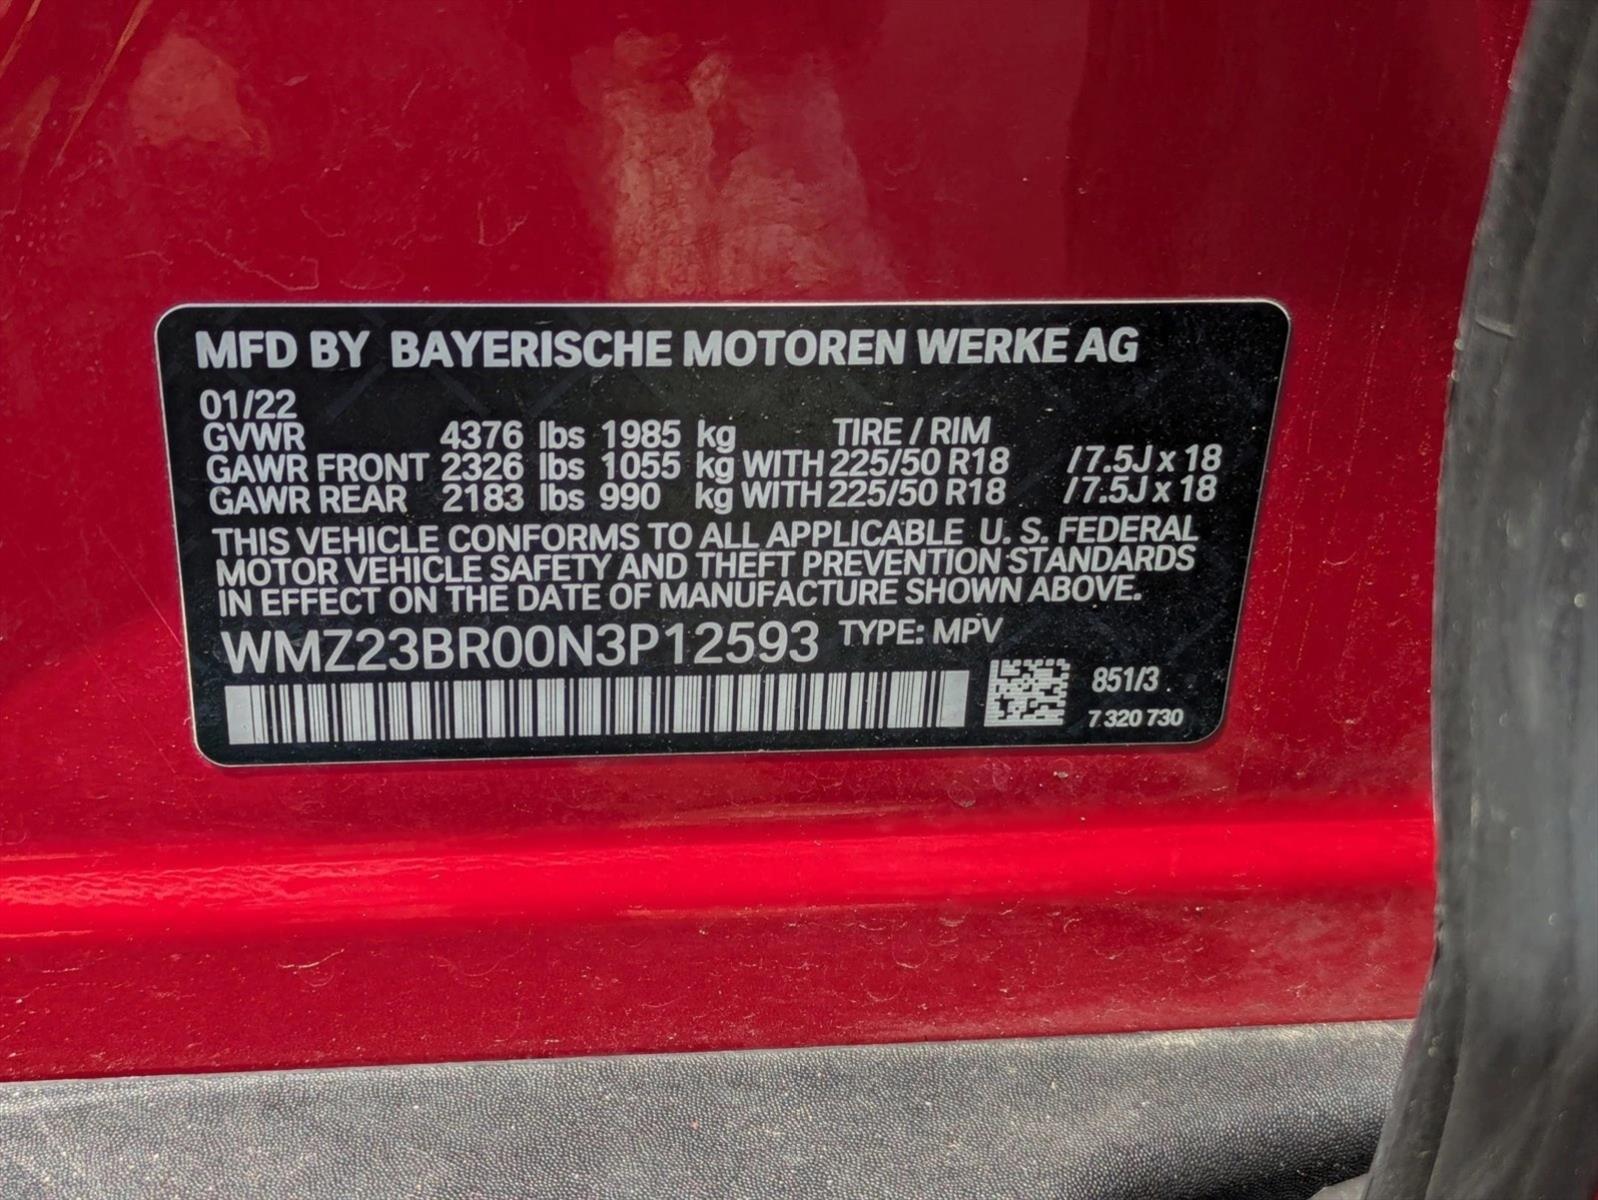 MFD BY BAYERISCHE MOTOREN WERKE AG
01/22
GVWR 4376 lbs 1985 kg TIRE / RIM
GAWR FRONT 2326 lbs 1055 kg WITH 225/50 R18 / 7.5J x 18
GAWR REAR 2183 lbs 990 kg WITH 225/50 R18 / 7.5J x 18
THIS VEHICLE CONFORMS TO ALL APPLICABLE U. S. FEDERAL
MOTOR VEHICLE SAFETY AND THEFT PREVENTION STANDARDS
IN EFFECT ON THE DATE OF MANUFACTURE SHOWN ABOVE.
WMZ23BR00N3P12593 TYPE: MPV
851/3
7 320 730